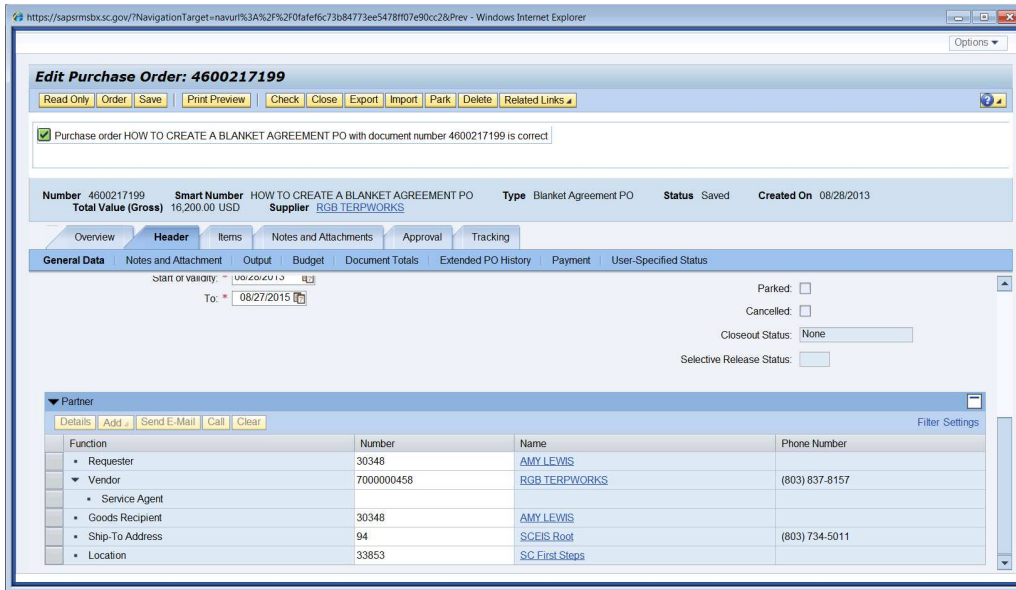 https://sapsrmsbx.sc.gov/?NavigationTarget=navurl%3A%2F%2F0fafef6c73b84773ee5478ff07e90cc2&Prev - Windows Internet Explorer
Options
Edit Purchase Order: 4600217199
Read Only Order Save Print Preview Check Close Export Import Park Delete Related Links
Purchase order HOW TO CREATE A BLANKET AGREEMENT PO with document number 4600217199 is correct
Number 4600217199 Smart Number HOW TO CREATE A BLANKET AGREEMENT PO Type Blanket Agreement PO Status Saved Created On 08/28/2013
Total Value (Gross) 16,200.00 USD Supplier RGB TERPWORKS
Overview Header Items Notes and Attachments Approval Tracking
General Data Notes and Attachment Output Budget Document Totals Extended PO History Payment User-Specified Status
Start of validity: * 08/28/2013
Parked:
To: * 08/27/2015
Cancelled:
Closeout Status: None
Selective Release Status:
Partner
Details Add Send E-Mail Call Clear Filter Settings
Function Number Name Phone Number
Requester 30348 AMY LEWIS
Vendor 7000000458 RGB TERPWORKS (803) 837-8157
Service Agent
Goods Recipient 30348 AMY LEWIS
Ship-To Address 94 SCEIS Root (803) 734-5011
Location 33853 SC First Steps